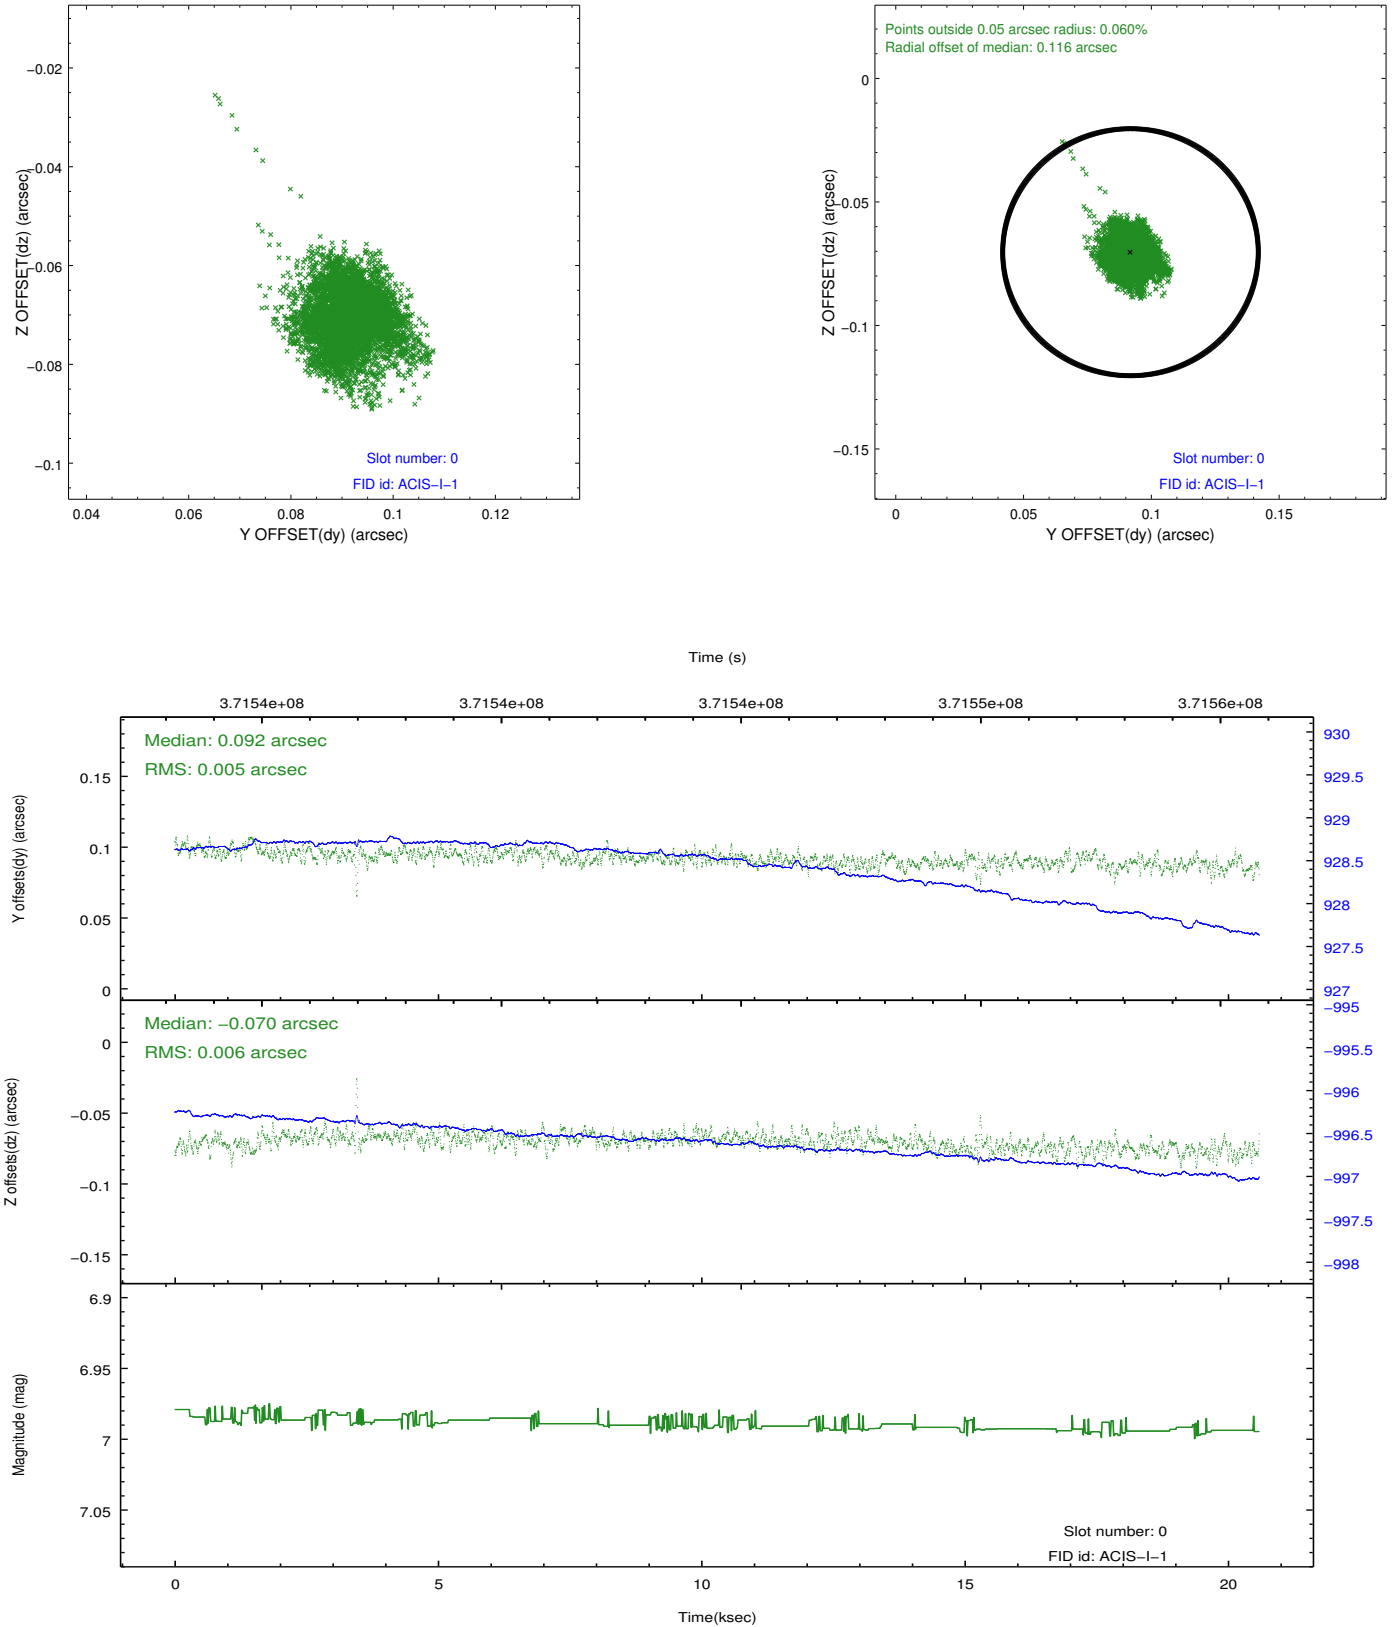 −0.02
−0.04
−0.06
−0.08
−0.1
Z OFFSET(dz) (arcsec)
Slot number: 0
FID id: ACIS−I−1
0.04
0.06
0.08
0.1
0.12
Y OFFSET(dy) (arcsec)
Points outside 0.05 arcsec radius: 0.060%
Radial offset of median: 0.116 arcsec
0
−0.05
−0.1
−0.15
Z OFFSET(dz) (arcsec)
Slot number: 0
FID id: ACIS−I−1
0
0.05
0.1
0.15
Y OFFSET(dy) (arcsec)
Time (s)
3.7154e+08
3.7154e+08
3.7154e+08
3.7155e+08
3.7156e+08
Median: 0.092 arcsec
RMS: 0.005 arcsec
0.15
0.1
0.05
0
Y offsets(dy) (arcsec)
930
929.5
929
928.5
928
927.5
927
Median: −0.070 arcsec
RMS: 0.006 arcsec
0
−0.05
−0.1
−0.15
Z offsets(dz) (arcsec)
−995
−995.5
−996
−996.5
−997
−997.5
−998
6.9
6.95
7
7.05
Magnitude (mag)
Slot number: 0
FID id: ACIS−I−1
0
5
10
15
20
Time(ksec)